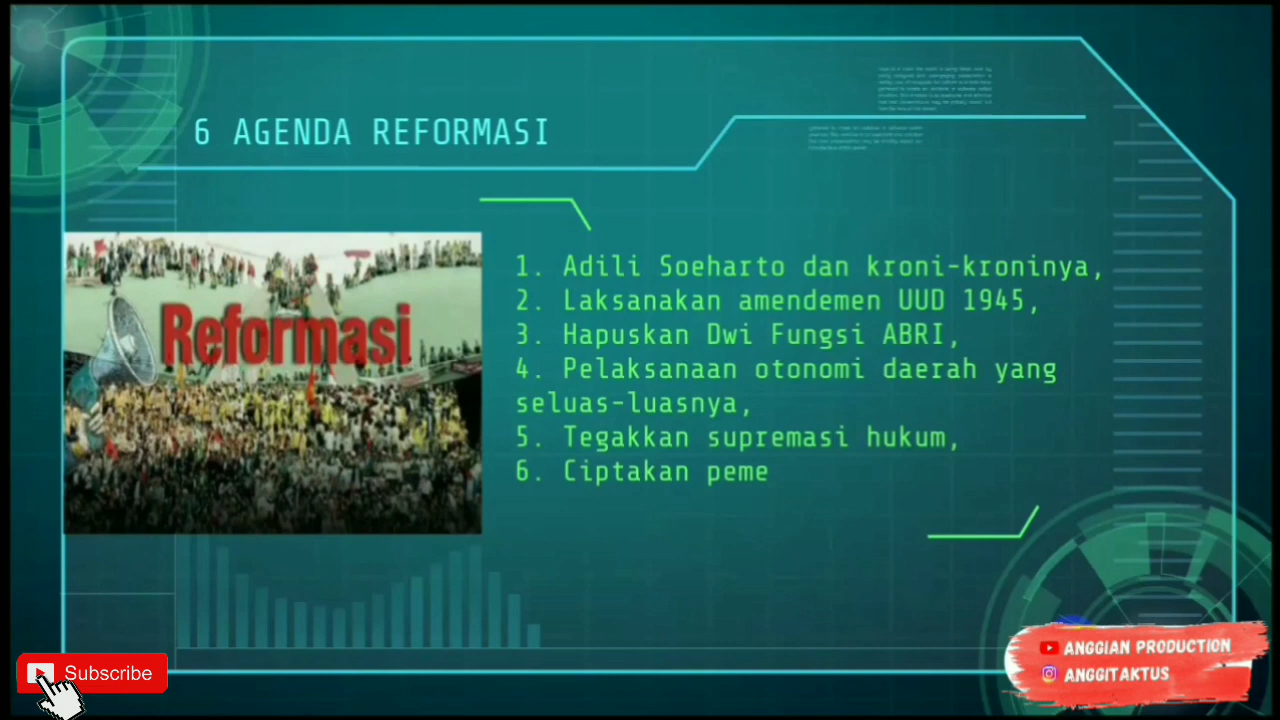 6 AGENDA REFORMASI
Reformasi
1. Adili Soeharto dan kroni-kroninya,
2. Laksanakan amendemen UUD 1945,
3. Hapuskan Dwi Fungsi ABRI,
4. Pelaksanaan otonomi daerah yang
seluas-luasnya,
5. Tegakkan supremasi hukum,
6. Ciptakan peme
Subscribe
ANGGIAN PRODUCTION
ANGGITAKTUS